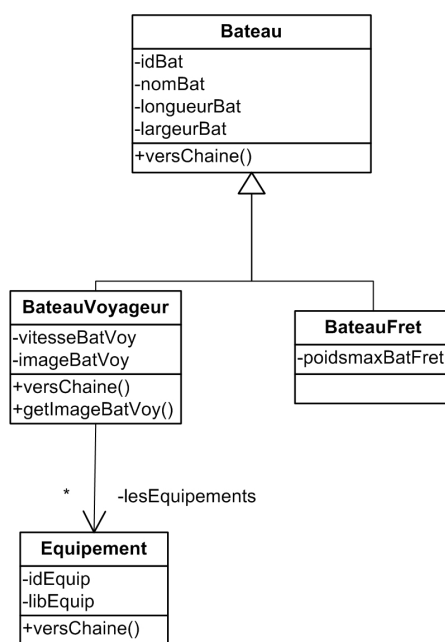 Bateau
-idBat
-nomBat
-longueurBat
-largeurBat
+versChaine()
BateauVoyageur
-vitesseBatVoy
-imageBatVoy
+versChaine()
+getImageBatVoy()
BateauFret
-poidsmaxBatFret
* -lesEquipements
Equipement
-idEquip
-libEquip
+versChaine()